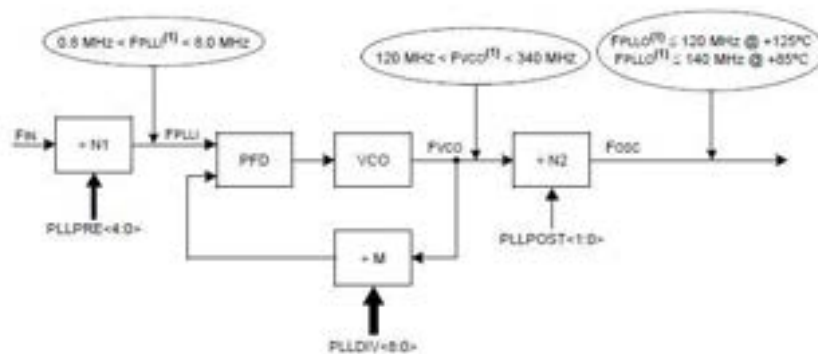 0.8 MHz < FPLLI(1) < 8.0 MHz
120 MHz < FVCO(1) < 340 MHz
FPLLO(1) ≤ 120 MHz @ +125ºC
FPLLO(1) ≤ 140 MHz @ +85ºC
FIN
÷ N1
FPLLI
PFD
VCO
FVCO
÷ N2
FOSC
PLLPRE<4:0>
÷ M
PLLPOST<1:0>
PLLDIV<8:0>